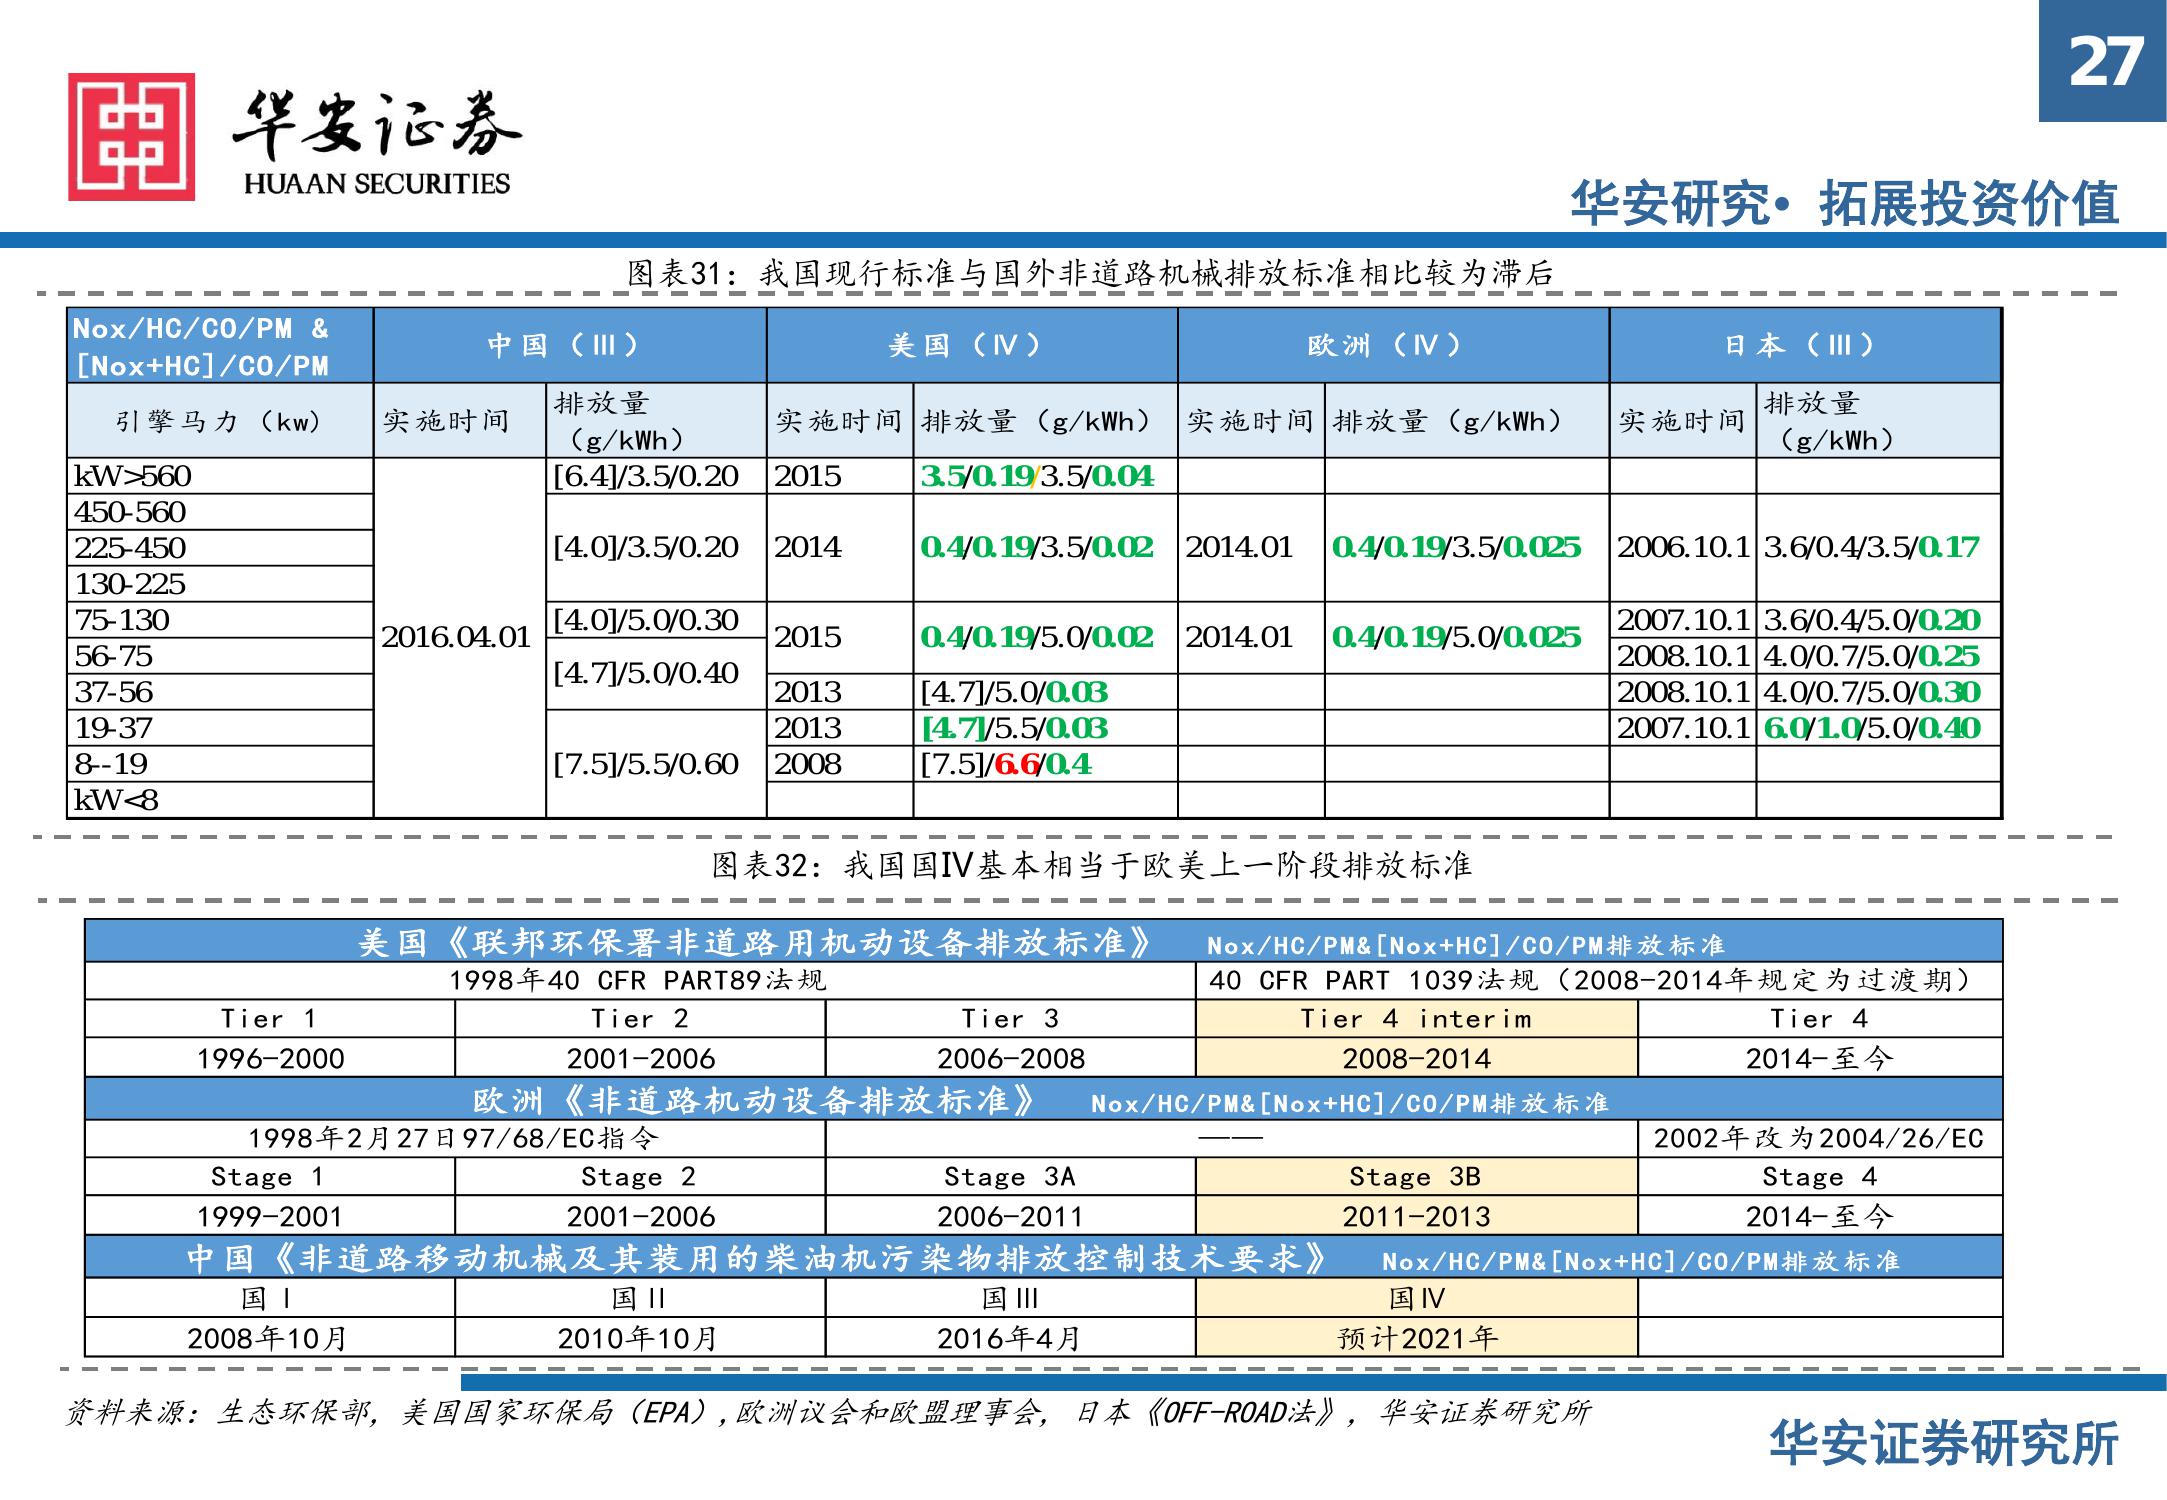 27
华安证券
HUAAN SECURITIES
华安研究• 拓展投资价值
图表31：我国现行标准与国外非道路机械排放标准相比较为滞后
Nox/HC/CO/PM & [Nox+HC]/CO/PM 中国（Ⅲ） 美国（Ⅳ） 欧洲（Ⅳ） 日本（Ⅲ）
引擎马力（kw） 实施时间 排放量（g/kWh） 实施时间 排放量（g/kWh） 实施时间 排放量（g/kWh） 实施时间 排放量（g/kWh）
kW>560 2016.04.01 [6.4]/3.5/0.20 2015 3.5/0.19/3.5/0.04
450-560
225-450 [4.0]/3.5/0.20 2014 0.4/0.19/3.5/0.02 2014.01 0.4/0.19/3.5/0.025 2006.10.1 3.6/0.4/3.5/0.17
130-225
75-130 [4.0]/5.0/0.30 2015 0.4/0.19/5.0/0.02 2014.01 0.4/0.19/5.0/0.025 2007.10.1 3.6/0.4/5.0/0.20
56-75 [4.7]/5.0/0.40 2008.10.1 4.0/0.7/5.0/0.25
37-56 2013 [4.7]/5.0/0.03 2008.10.1 4.0/0.7/5.0/0.30
19-37 2013 [4.7]/5.5/0.03 2007.10.1 6.0/1.0/5.0/0.40
8--19 [7.5]/5.5/0.60 2008 [7.5]/6.6/0.4
kW<8
图表32：我国国Ⅳ基本相当于欧美上一阶段排放标准
美国《联邦环保署非道路用机动设备排放标准》 Nox/HC/PM&[Nox+HC]/CO/PM排放标准
1998年40 CFR PART89法规 40 CFR PART 1039法规（2008-2014年规定为过渡期）
Tier 1 Tier 2 Tier 3 Tier 4 interim Tier 4
1996-2000 2001-2006 2006-2008 2008-2014 2014-至今
欧洲《非道路机动设备排放标准》 Nox/HC/PM&[Nox+HC]/CO/PM排放标准
1998年2月27日97/68/EC指令 —— 2002年改为2004/26/EC
Stage 1 Stage 2 Stage 3A Stage 3B Stage 4
1999-2001 2001-2006 2006-2011 2011-2013 2014-至今
中国《非道路移动机械及其装用的柴油机污染物排放控制技术要求》 Nox/HC/PM&[Nox+HC]/CO/PM排放标准
国Ⅰ 国Ⅱ 国Ⅲ 国Ⅳ
2008年10月 2010年10月 2016年4月 预计2021年
资料来源：生态环保部, 美国国家环保局（EPA）,欧洲议会和欧盟理事会, 日本《OFF-ROAD法》, 华安证券研究所
华安证券研究所